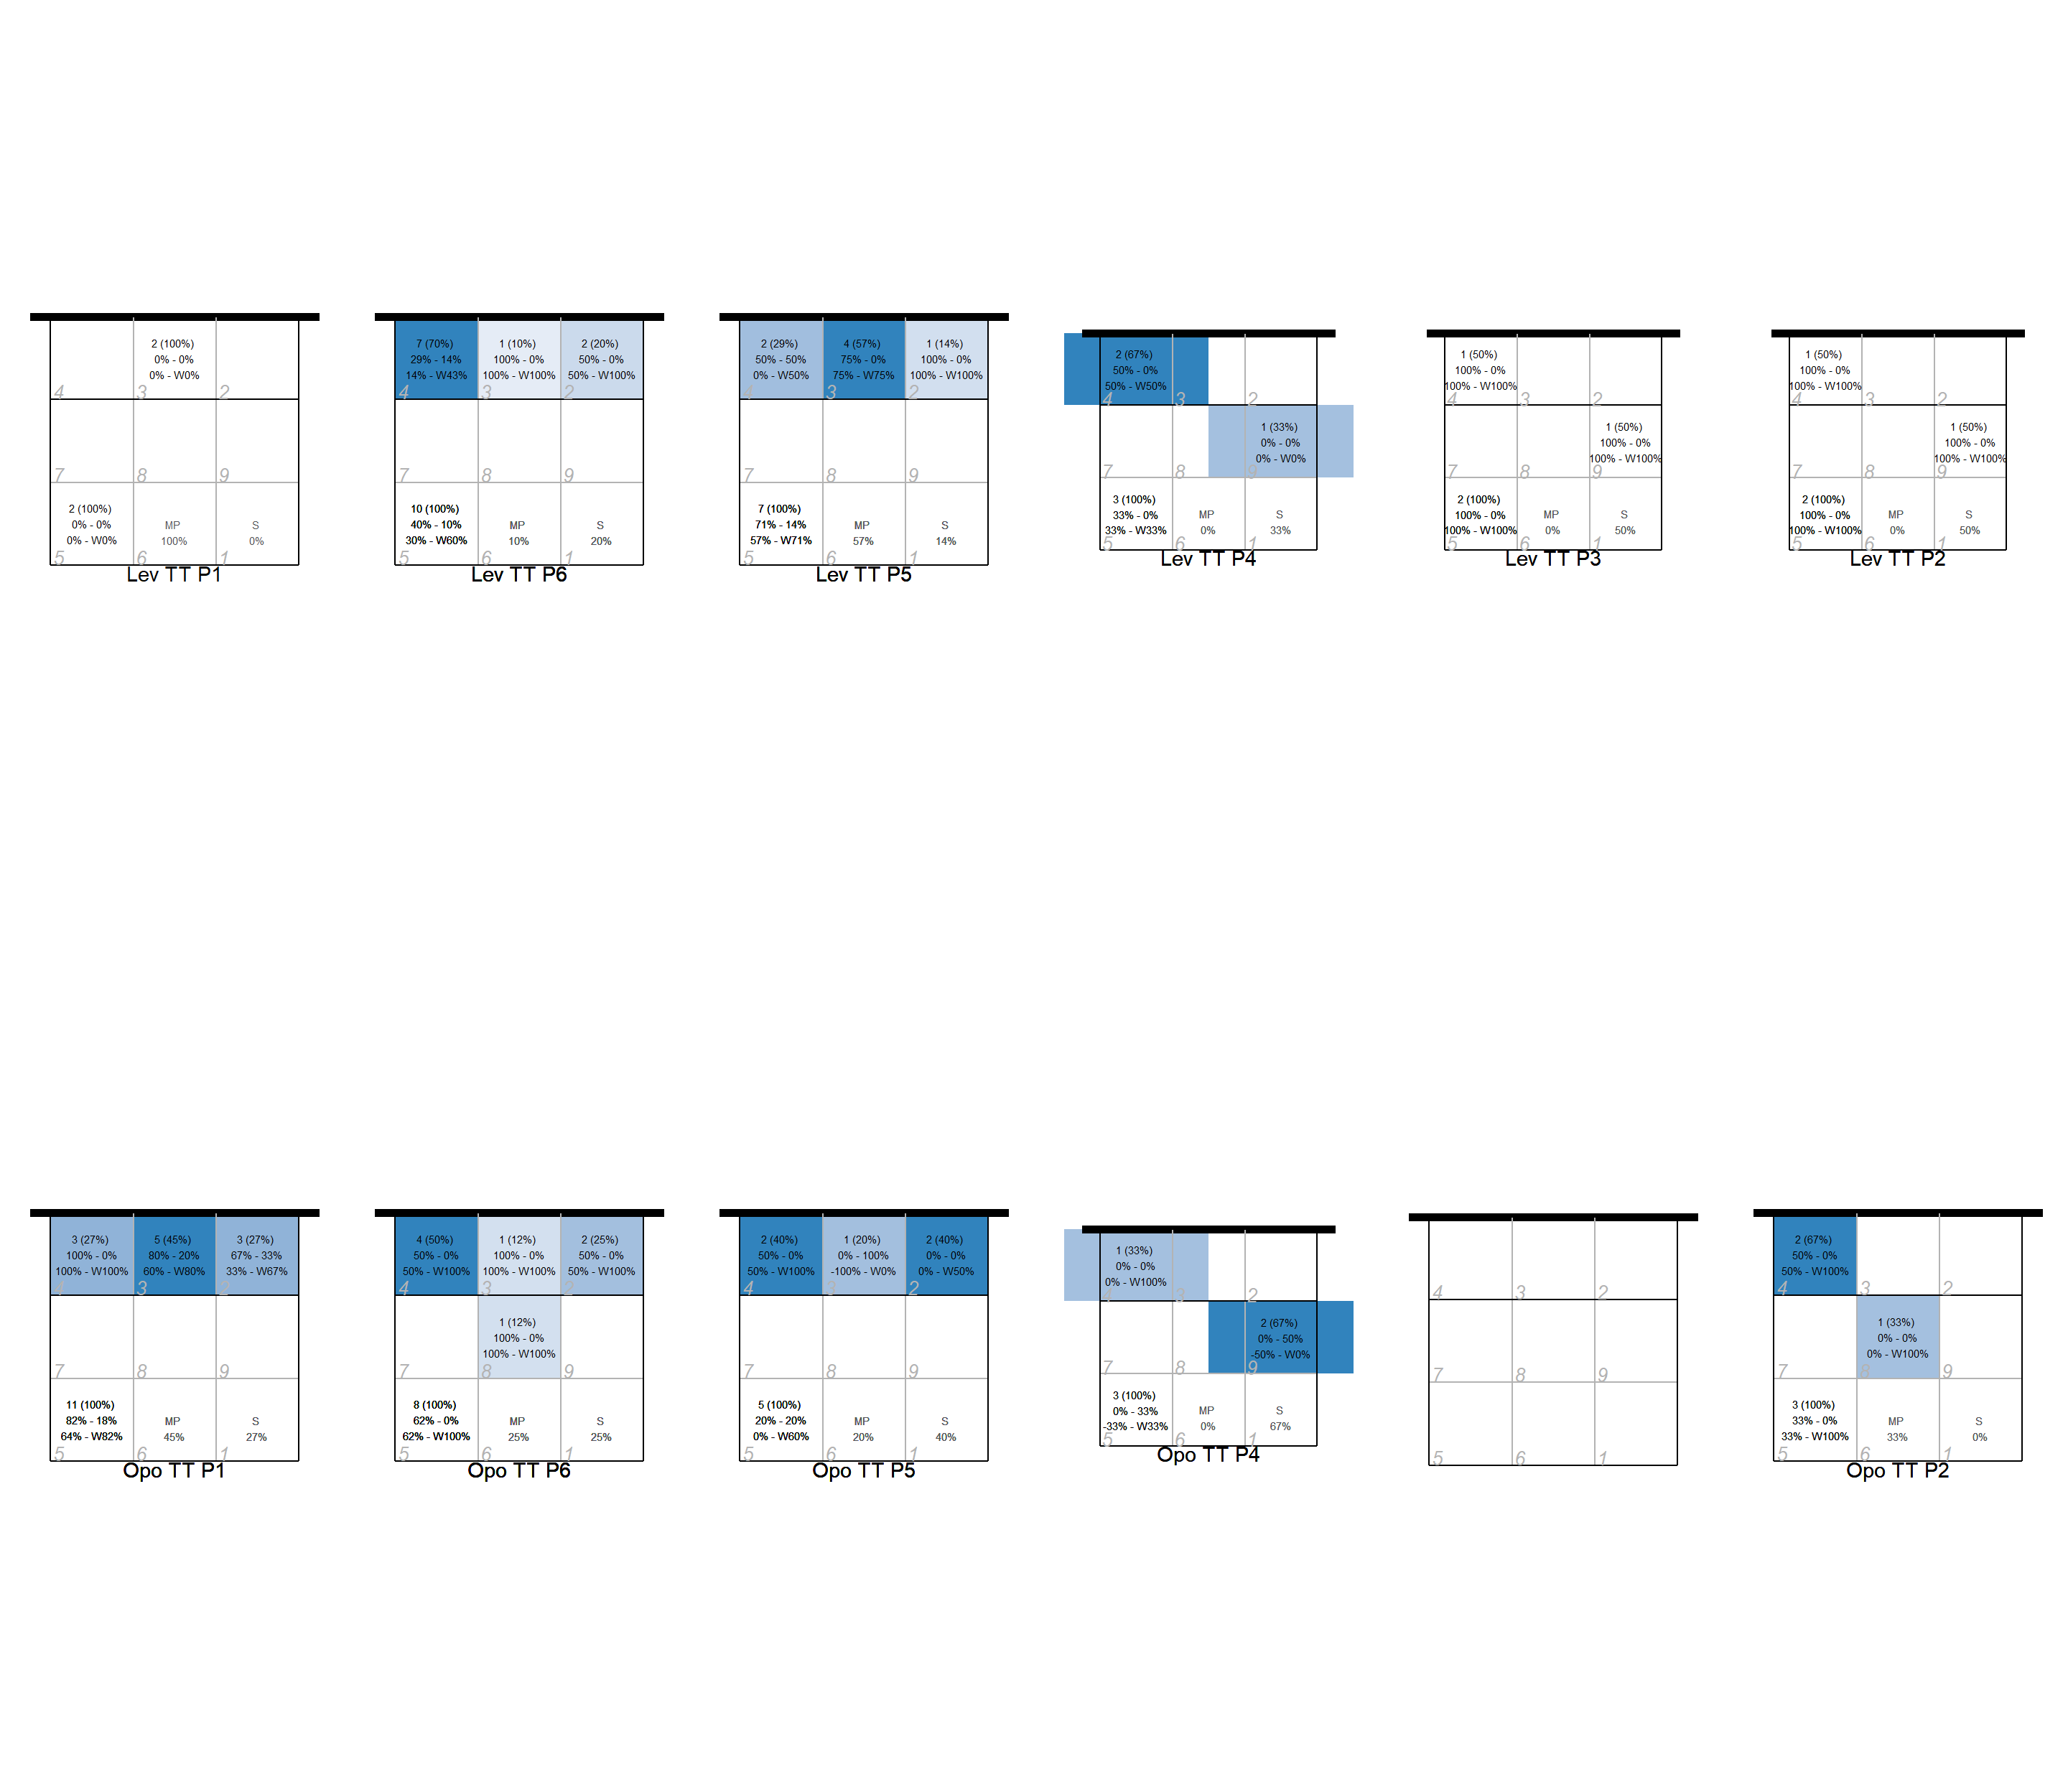 2 (100%)
0% - 0%
0% - W0%
4
3
2
7
8
9
2 (100%)
0% - 0%
0% - W0%
MP
100%
S
0%
5
6
1
Lev TT P1
7 (70%)
29% - 14%
14% - W43%
1 (10%)
100% - 0%
100% - W100%
2 (20%)
50% - 0%
50% - W100%
4
3
2
7
8
9
10 (100%)
40% - 10%
30% - W60%
MP
10%
S
20%
5
6
1
Lev TT P6
2 (29%)
50% - 50%
0% - W50%
4 (57%)
75% - 0%
75% - W75%
1 (14%)
100% - 0%
100% - W100%
4
3
2
7
8
9
7 (100%)
71% - 14%
57% - W71%
MP
57%
S
14%
5
6
1
Lev TT P5
2 (67%)
50% - 0%
50% - W50%
4
3
2
1 (33%)
0% - 0%
0% - W0%
7
8
9
3 (100%)
33% - 0%
33% - W33%
MP
0%
S
33%
5
6
1
Lev TT P4
1 (50%)
100% - 0%
100% - W100%
4
3
2
1 (50%)
100% - 0%
100% - W100%
7
8
9
2 (100%)
100% - 0%
100% - W100%
MP
0%
S
50%
5
6
1
Lev TT P3
1 (50%)
100% - 0%
100% - W100%
4
3
2
1 (50%)
100% - 0%
100% - W100%
7
8
9
2 (100%)
100% - 0%
100% - W100%
MP
0%
S
50%
5
6
1
Lev TT P2
3 (27%)
100% - 0%
100% - W100%
5 (45%)
80% - 20%
60% - W80%
3 (27%)
67% - 33%
33% - W67%
4
3
2
7
8
9
11 (100%)
82% - 18%
64% - W82%
MP
45%
S
27%
5
6
1
Opo TT P1
4 (50%)
50% - 0%
50% - W100%
1 (12%)
100% - 0%
100% - W100%
2 (25%)
50% - 0%
50% - W100%
4
3
2
1 (12%)
100% - 0%
100% - W100%
7
8
9
8 (100%)
62% - 0%
62% - W100%
MP
25%
S
25%
5
6
1
Opo TT P6
2 (40%)
50% - 0%
50% - W100%
1 (20%)
0% - 100%
-100% - W0%
2 (40%)
0% - 0%
0% - W50%
4
3
2
7
8
9
5 (100%)
20% - 20%
0% - W60%
MP
20%
S
40%
5
6
1
Opo TT P5
1 (33%)
0% - 0%
0% - W100%
4
3
2
2 (67%)
0% - 50%
-50% - W0%
7
8
9
3 (100%)
0% - 33%
-33% - W33%
MP
0%
S
67%
5
6
1
Opo TT P4
4
3
2
7
8
9
5
6
1
2 (67%)
50% - 0%
50% - W100%
4
3
2
1 (33%)
0% - 0%
0% - W100%
7
8
9
3 (100%)
33% - 0%
33% - W100%
MP
33%
S
0%
5
6
1
Opo TT P2